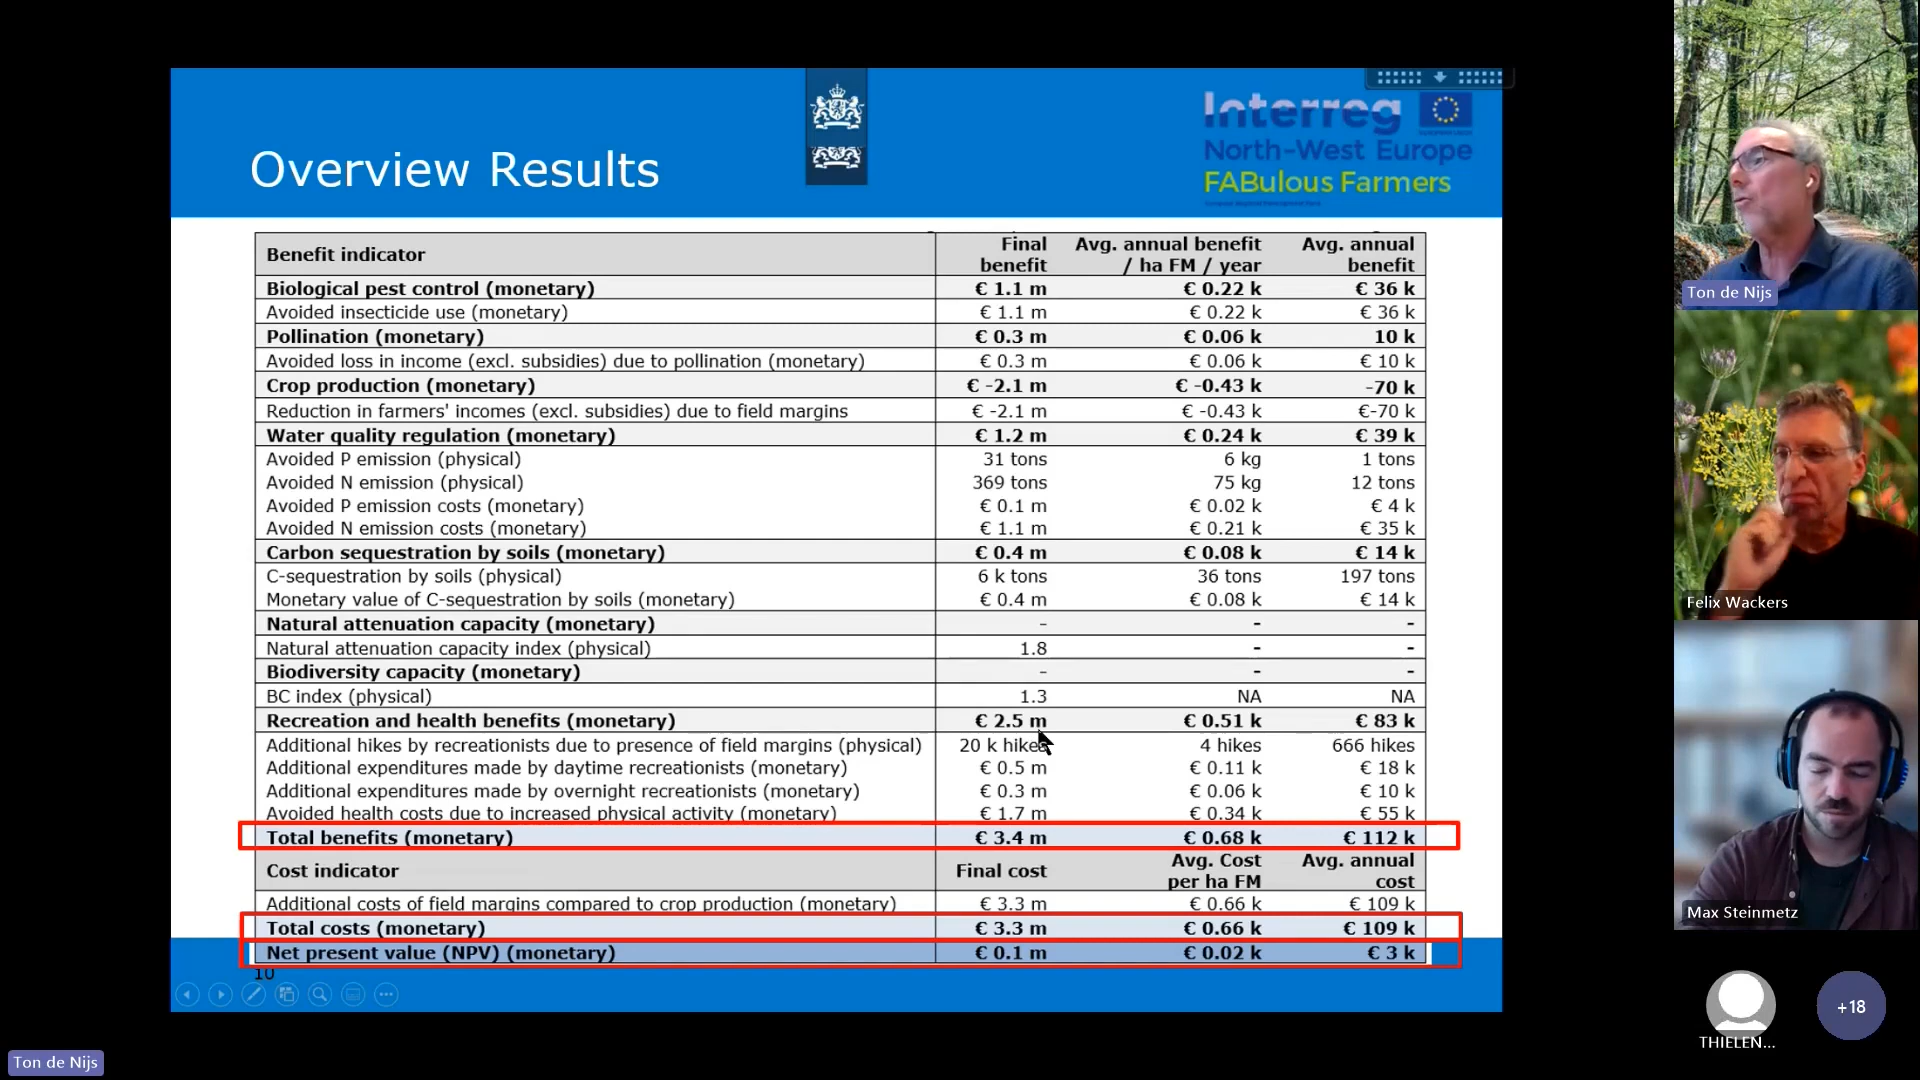 Interreg
North-West Europe
FABulous Farmers
Overview Results
Benefit indicator Final benefit Avg. annual benefit / ha FM / year Avg. annual benefit
Biological pest control (monetary) € 1.1 m € 0.22 k € 36 k
Avoided insecticide use (monetary) € 1.1 m € 0.22 k € 36 k
Pollination (monetary) € 0.3 m € 0.06 k 10 k
Avoided loss in income (excl. subsidies) due to pollination (monetary) € 0.3 m € 0.06 k € 10 k
Crop production (monetary) € -2.1 m € -0.43 k -70 k
Reduction in farmers' incomes (excl. subsidies) due to field margins € -2.1 m € -0.43 k €-70 k
Water quality regulation (monetary) € 1.2 m € 0.24 k € 39 k
Avoided P emission (physical) 31 tons 6 kg 1 tons
Avoided N emission (physical) 369 tons 75 kg 12 tons
Avoided P emission costs (monetary) € 0.1 m € 0.02 k € 4 k
Avoided N emission costs (monetary) € 1.1 m € 0.21 k € 35 k
Carbon sequestration by soils (monetary) € 0.4 m € 0.08 k € 14 k
C-sequestration by soils (physical) 6 k tons 36 tons 197 tons
Monetary value of C-sequestration by soils (monetary) € 0.4 m € 0.08 k € 14 k
Natural attenuation capacity (monetary) - - -
Natural attenuation capacity index (physical) 1.8 - -
Biodiversity capacity (monetary) - - -
BC index (physical) 1.3 NA NA
Recreation and health benefits (monetary) € 2.5 m € 0.51 k € 83 k
Additional hikes by recreationists due to presence of field margins (physical) 20 k hikes 4 hikes 666 hikes
Additional expenditures made by daytime recreationists (monetary) € 0.5 m € 0.11 k € 18 k
Additional expenditures made by overnight recreationists (monetary) € 0.3 m € 0.06 k € 10 k
Avoided health costs due to increased physical activity (monetary) € 1.7 m € 0.34 k € 55 k
Total benefits (monetary) € 3.4 m € 0.68 k € 112 k
Cost indicator Final cost Avg. Cost per ha FM Avg. annual cost
Additional costs of field margins compared to crop production (monetary) € 3.3 m € 0.66 k € 109 k
Total costs (monetary) € 3.3 m € 0.66 k € 109 k
Net present value (NPV) (monetary) € 0.1 m € 0.02 k € 3 k
10
Ton de Nijs
Felix Wackers
Max Steinmetz
THIELEN...
+18
Ton de Nijs